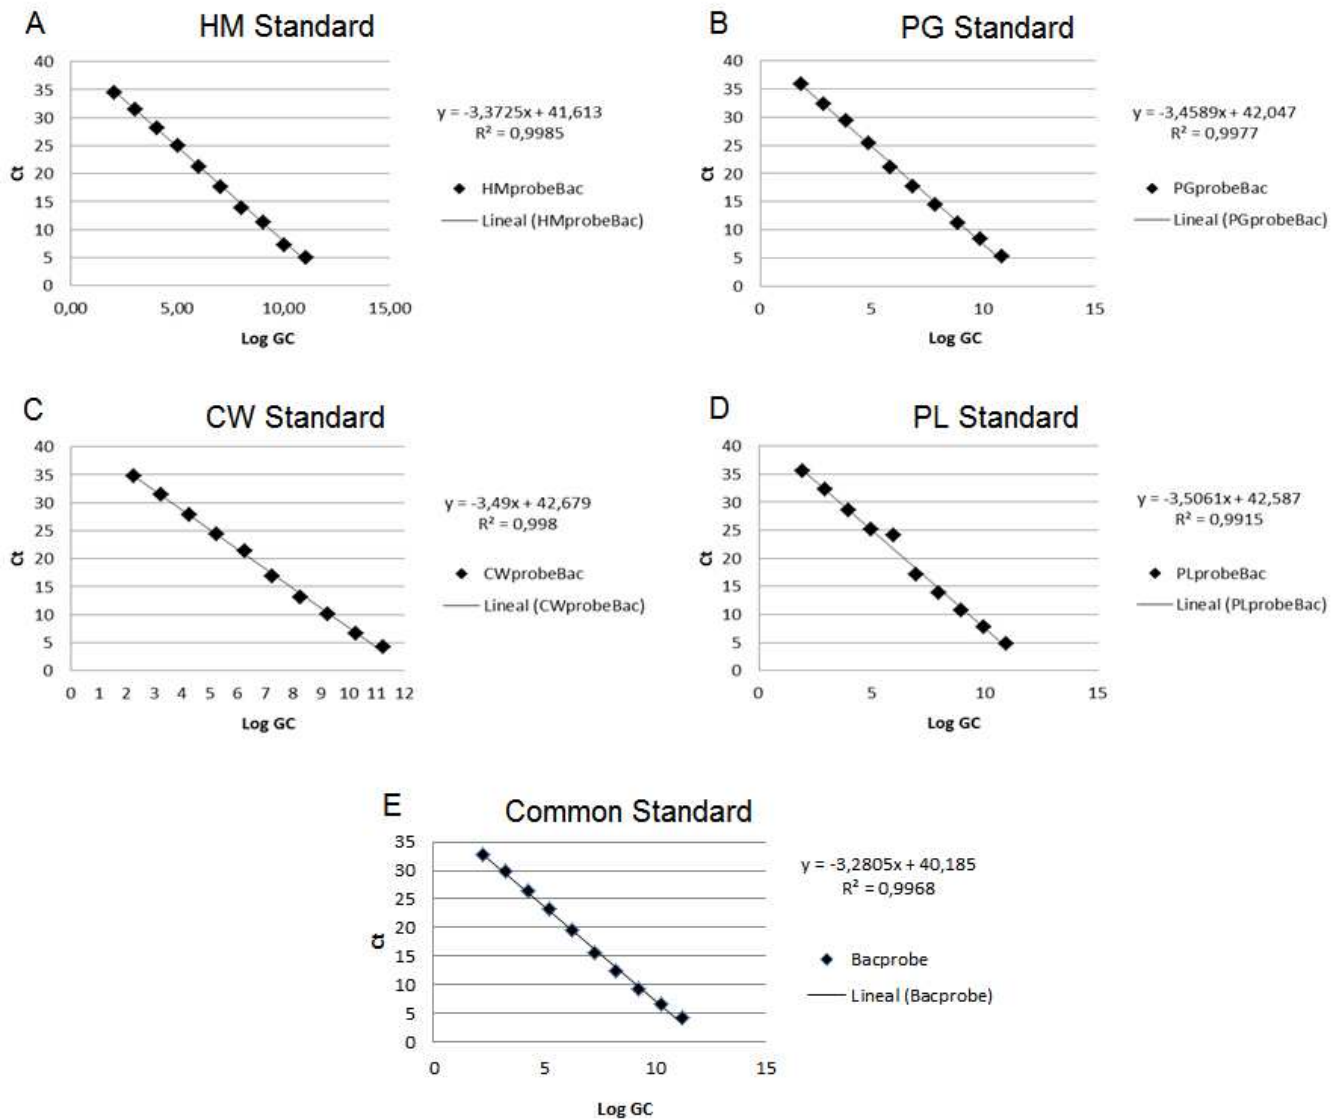 A
HM Standard
40
35
30
25
20
15
10
5
0
Ct
0,00 5,00 10,00 15,00
Log GC
y = -3,3725x + 41,613
R² = 0,9985
HMprobeBac
Lineal (HMprobeBac)
B
PG Standard
40
35
30
25
20
15
10
5
0
Ct
0 5 10 15
Log GC
y = -3,4589x + 42,047
R² = 0,9977
PGprobeBac
Lineal (PGprobeBac)
C
CW Standard
40
35
30
25
20
15
10
5
0
Ct
0 1 2 3 4 5 6 7 8 9 10 11 12
Log GC
y = -3,49x + 42,679
R² = 0,998
CWprobeBac
Lineal (CWprobeBac)
D
PL Standard
40
35
30
25
20
15
10
5
0
Ct
0 5 10 15
Log GC
y = -3,5061x + 42,587
R² = 0,9915
PLprobeBac
Lineal (PLprobeBac)
E
Common Standard
35
30
25
20
15
10
5
0
Ct
0 5 10 15
Log GC
y = -3,2805x + 40,185
R² = 0,9968
Bacprobe
Lineal (Bacprobe)